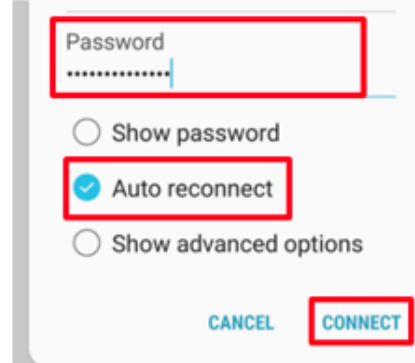 Password
••••••••••••••
Show password
Auto reconnect
Show advanced options
CANCEL CONNECT